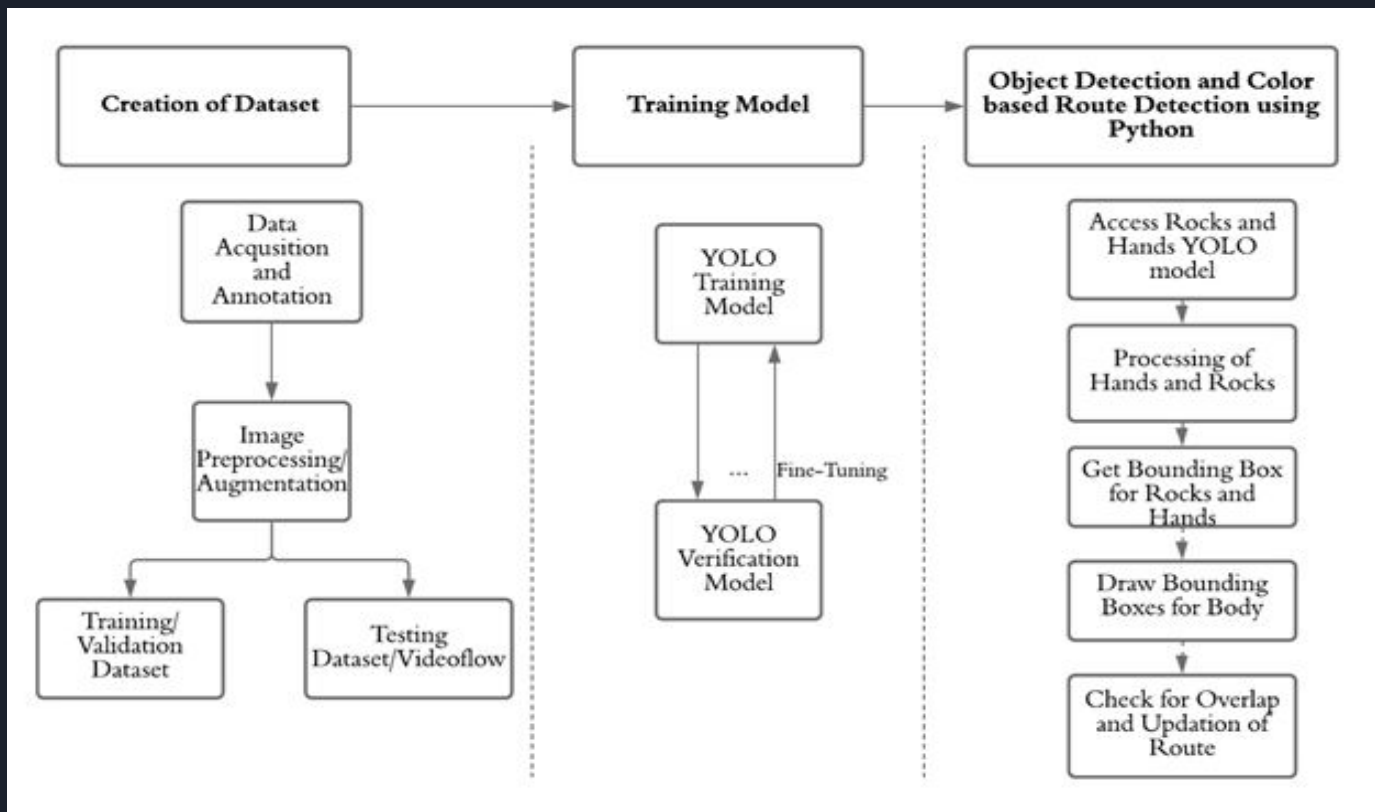 Creation of Dataset
Training Model
Object Detection and Color
based Route Detection using
Python
Data
Acqusition
and
Annotation
Image
Preprocessing/
Augmentation
Training/
Validation
Dataset
Testing
Dataset/Videoflow
YOLO
Training
Model
... Fine-Tuning
YOLO
Verification
Model
Access Rocks and
Hands YOLO
model
Processing of
Hands and Rocks
Get Bounding Box
for Rocks and
Hands
Draw Bounding
Boxes for Body
Check for Overlap
and Updation of
Route